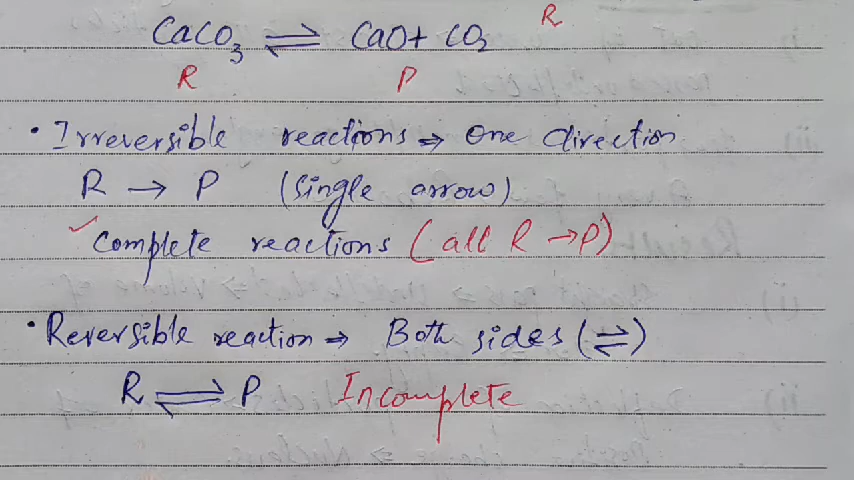 R
CaCO₃ ⇌ CaO + CO₂
R P
• Irreversible reactions ⇒ One direction
R → P (single arrow)
✓ Complete reactions (all R → P)
• Reversible reaction ⇒ Both sides (⇌)
R ⇌ P Incomplete